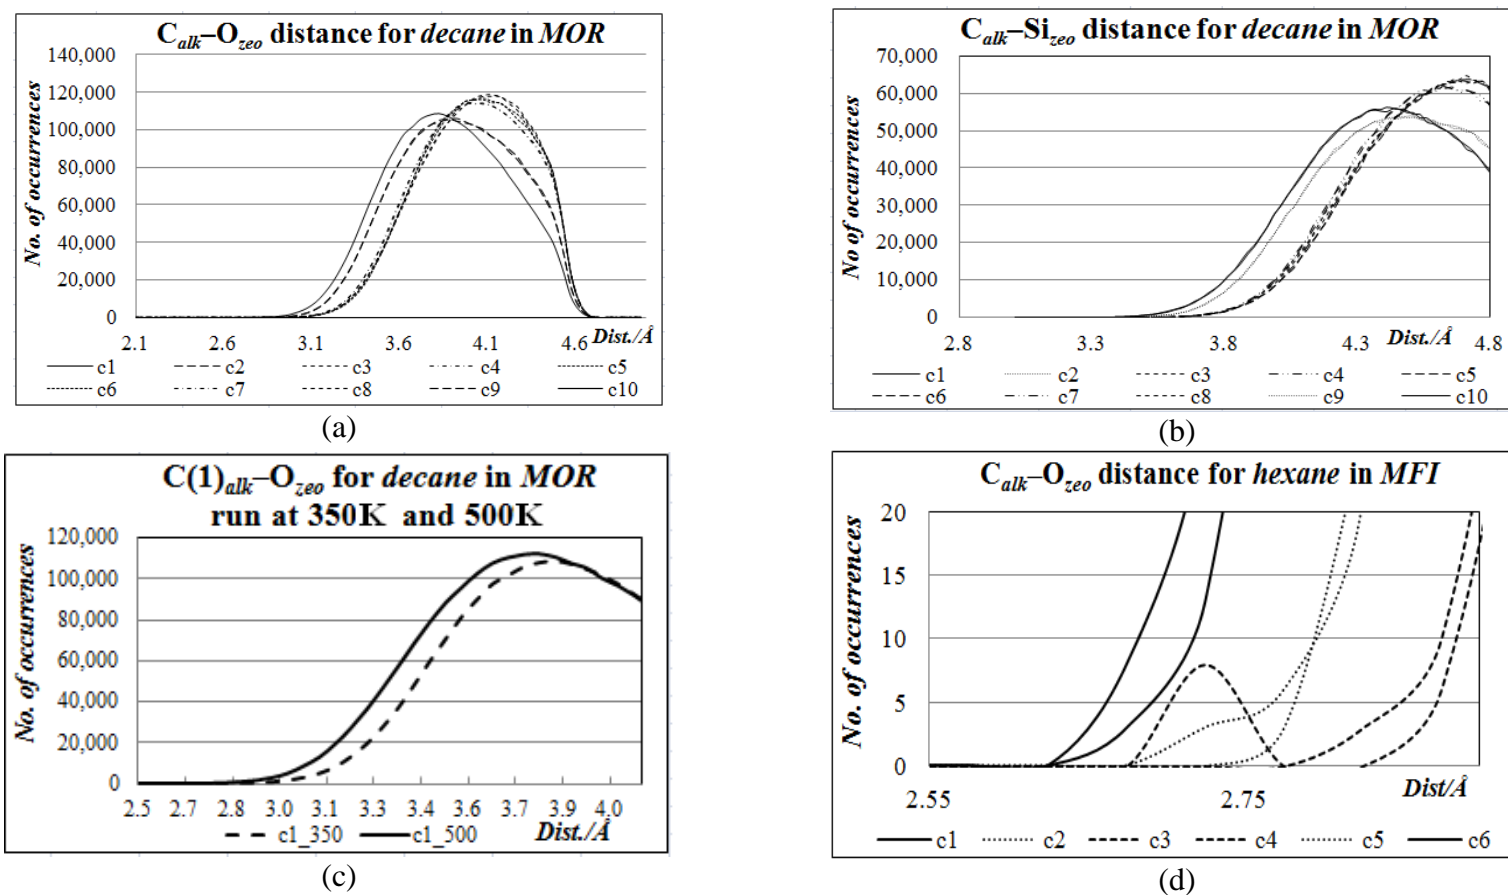 C_alk–O_zeo distance for decane in MOR
No. of occurrences
140,000
120,000
100,000
80,000
60,000
40,000
20,000
0
2.1 2.6 3.1 3.6 4.1 4.6
Dist./Å
c1 c2 c3 c4 c5
c6 c7 c8 c9 c10
(a)
C_alk–Si_zeo distance for decane in MOR
No of occurrences
70,000
60,000
50,000
40,000
30,000
20,000
10,000
0
2.8 3.3 3.8 4.3 Dist./Å 4.8
c1 c2 c3 c4 c5
c6 c7 c8 c9 c10
(b)
C(1)_alk–O_zeo for decane in MOR
run at 350K and 500K
No. of occurrences
120,000
100,000
80,000
60,000
40,000
20,000
0
2.5 2.7 2.8 3.0 3.1 3.3 3.4 3.6 3.7 3.9 4.0
c1_350 c1_500 Dist./Å
(c)
C_alk–O_zeo distance for hexane in MFI
No. of occurrences
20
15
10
5
0
2.55 2.75 Dist/Å
c1 c2 c3 c4 c5 c6
(d)